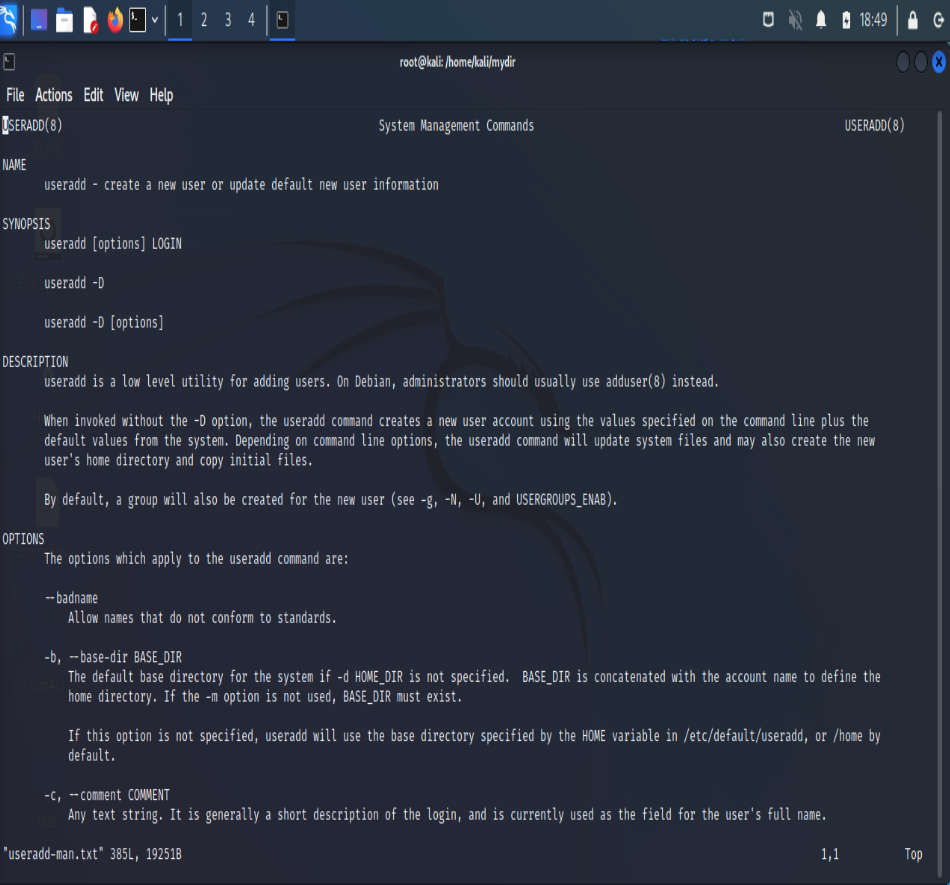 1 2 3 4 18:49
root@kali: /home/kali/mydir
File Actions Edit View Help
USERADD(8) System Management Commands USERADD(8)
NAME
useradd - create a new user or update default new user information
SYNOPSIS
useradd [options] LOGIN
useradd -D
useradd -D [options]
DESCRIPTION
useradd is a low level utility for adding users. On Debian, administrators should usually use adduser(8) instead.
When invoked without the -D option, the useradd command creates a new user account using the values specified on the command line plus the
default values from the system. Depending on command line options, the useradd command will update system files and may also create the new
user's home directory and copy initial files.
By default, a group will also be created for the new user (see -g, -N, -U, and USERGROUPS_ENAB).
OPTIONS
The options which apply to the useradd command are:
--badname
Allow names that do not conform to standards.
-b, --base-dir BASE_DIR
The default base directory for the system if -d HOME_DIR is not specified.  BASE_DIR is concatenated with the account name to define the
home directory. If the -m option is not used, BASE_DIR must exist.
If this option is not specified, useradd will use the base directory specified by the HOME variable in /etc/default/useradd, or /home by
default.
-c, --comment COMMENT
Any text string. It is generally a short description of the login, and is currently used as the field for the user's full name.
"useradd-man.txt" 385L, 19251B 1,1 Top